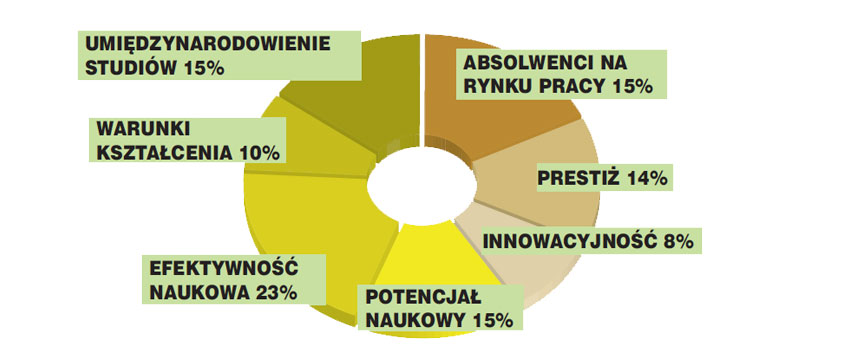 UMIĘDZYNARODOWIENIE
STUDIÓW 15%
ABSOLWENCI NA
RYNKU PRACY 15%
WARUNKI
KSZTAŁCENIA 10%
PRESTIŻ 14%
INNOWACYJNOŚĆ 8%
EFEKTYWNOŚĆ
NAUKOWA 23%
POTENCJAŁ
NAUKOWY 15%